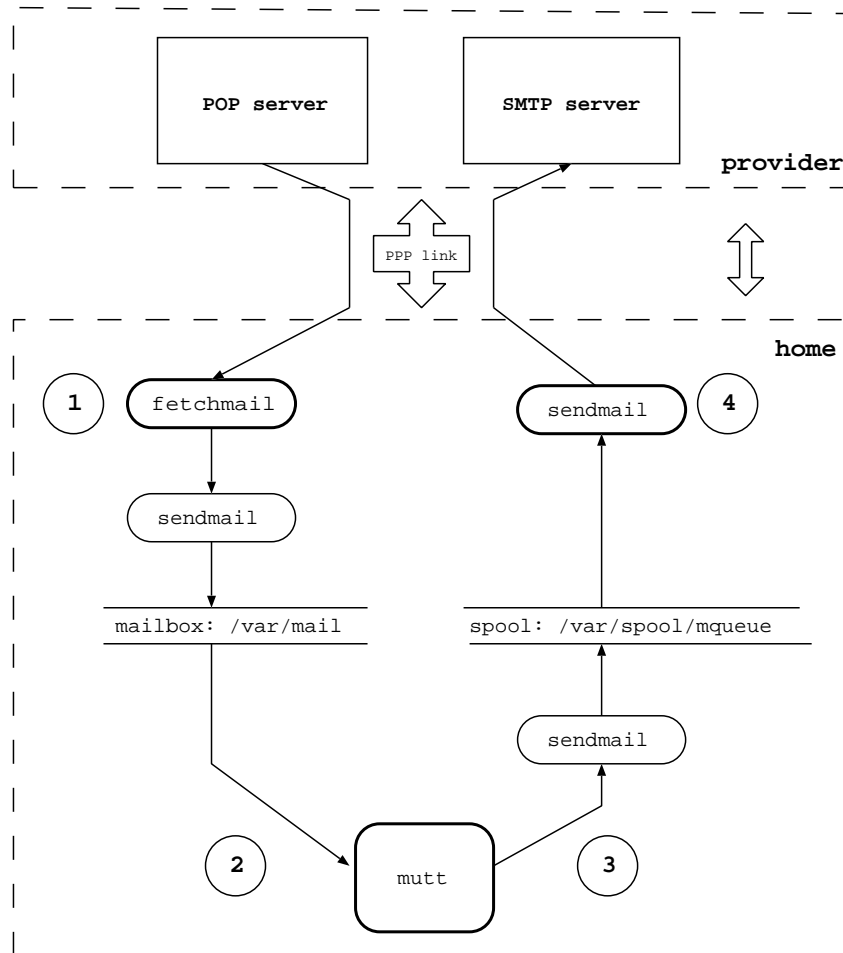 POP server
SMTP server
provider
PPP link
home
1
fetchmail
sendmail
4
sendmail
mailbox: /var/mail
spool: /var/spool/mqueue
sendmail
2
mutt
3